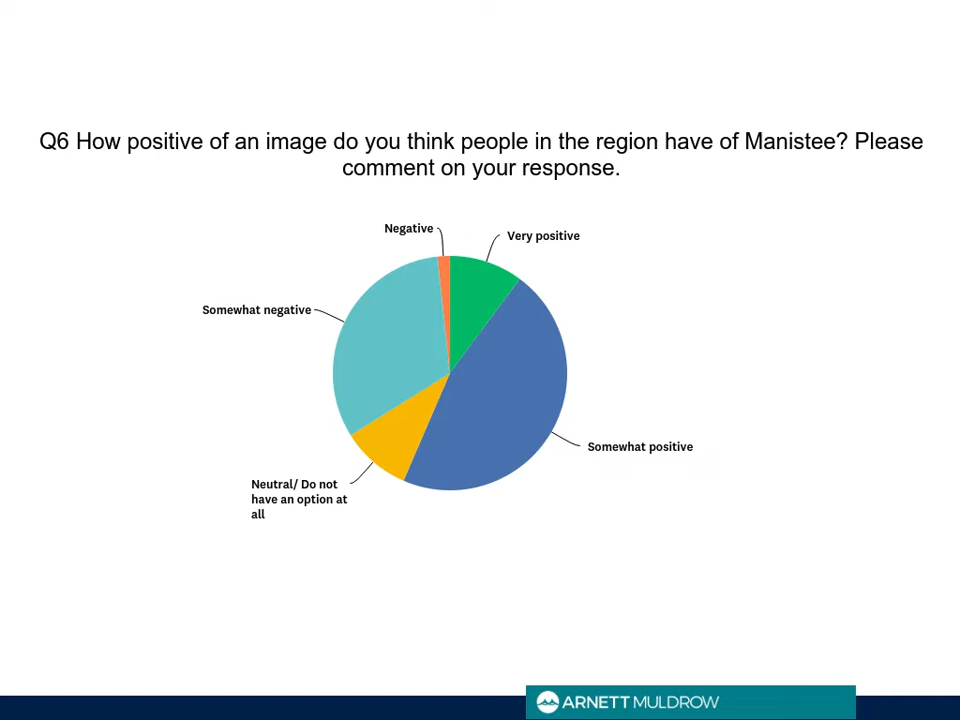 Q6 How positive of an image do you think people in the region have of Manistee? Please
comment on your response.
Negative
Very positive
Somewhat negative
Somewhat positive
Neutral/ Do not
have an option at
all
ARNETT MULDROW